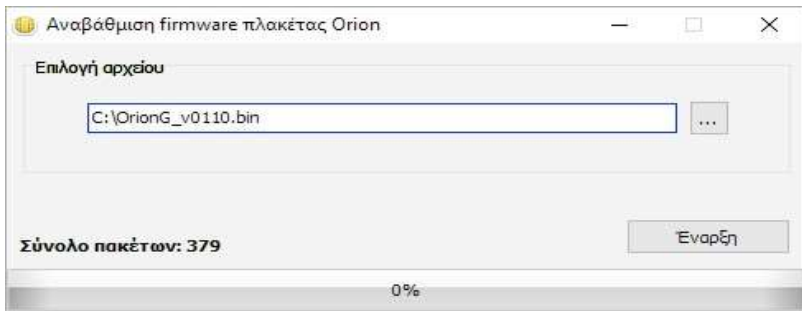 Αναβάθμιση firmware πλακέτας Orion
Επιλογή αρχείου
C:\OrionG_v0110.bin
...
Σύνολο πακέτων: 379
Έναρξη
0%